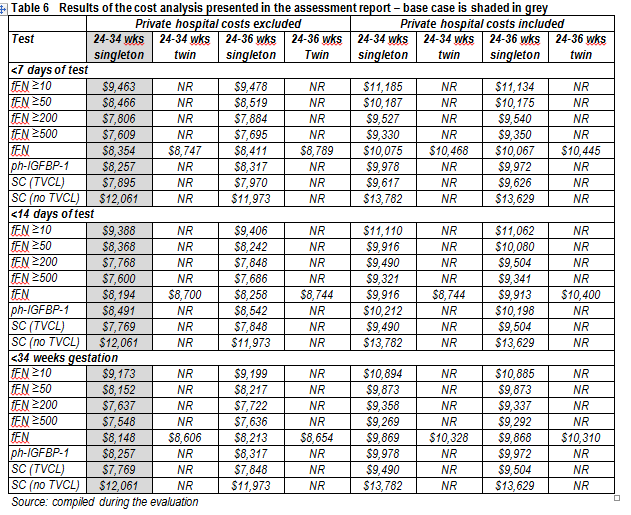 Table 6 Results of the cost analysis presented in the assessment report – base case is shaded in grey
Private hospital costs excluded Private hospital costs included
Test 24-34 wks singleton 24-34 wks twin 24-36 wks singleton 24-36 wks Twin 24-34 wks singleton 24-34 wks twin 24-36 wks singleton 24-36 wks twin
<7 days of test
fFN ≥10 $9,463 NR $9,478 NR $11,185 NR $11,134 NR
fFN ≥50 $8,466 NR $8,519 NR $10,187 NR $10,175 NR
fFN ≥200 $7,806 NR $7,884 NR $9,527 NR $9,540 NR
fFN ≥500 $7,609 NR $7,695 NR $9,330 NR $9,350 NR
fFN $8,354 $8,747 $8,411 $8,789 $10,075 $10,468 $10,067 $10,445
ph-IGFBP-1 $8,257 NR $8,317 NR $9,978 NR $9,972 NR
SC (TVCL) $7,895 NR $7,970 NR $9,617 NR $9,626 NR
SC (no TVCL) $12,061 NR $11,973 NR $13,782 NR $13,629 NR
<14 days of test
fFN ≥10 $9,388 NR $9,406 NR $11,110 NR $11,062 NR
fFN ≥50 $8,368 NR $8,242 NR $9,916 NR $10,080 NR
fFN ≥200 $7,768 NR $7,848 NR $9,490 NR $9,504 NR
fFN ≥500 $7,600 NR $7,686 NR $9,321 NR $9,341 NR
fFN $8,194 $8,700 $8,258 $8,744 $9,916 $8,744 $9,913 $10,400
ph-IGFBP-1 $8,491 NR $8,542 NR $10,212 NR $10,198 NR
SC (TVCL) $7,769 NR $7,848 NR $9,490 NR $9,504 NR
SC (no TVCL) $12,061 NR $11,973 NR $13,782 NR $13,629 NR
<34 weeks gestation
fFN ≥10 $9,173 NR $9,199 NR $10,894 NR $10,885 NR
fFN ≥50 $8,152 NR $8,217 NR $9,873 NR $9,873 NR
fFN ≥200 $7,637 NR $7,722 NR $9,358 NR $9,337 NR
fFN ≥500 $7,548 NR $7,636 NR $9,269 NR $9,292 NR
fFN $8,148 $8,606 $8,213 $8,654 $9,869 $10,328 $9,868 $10,310
ph-IGFBP-1 $8,257 NR $8,317 NR $9,978 NR $9,972 NR
SC (TVCL) $7,769 NR $7,848 NR $9,490 NR $9,504 NR
SC (no TVCL) $12,061 NR $11,973 NR $13,782 NR $13,629 NR
Source: compiled during the evaluation